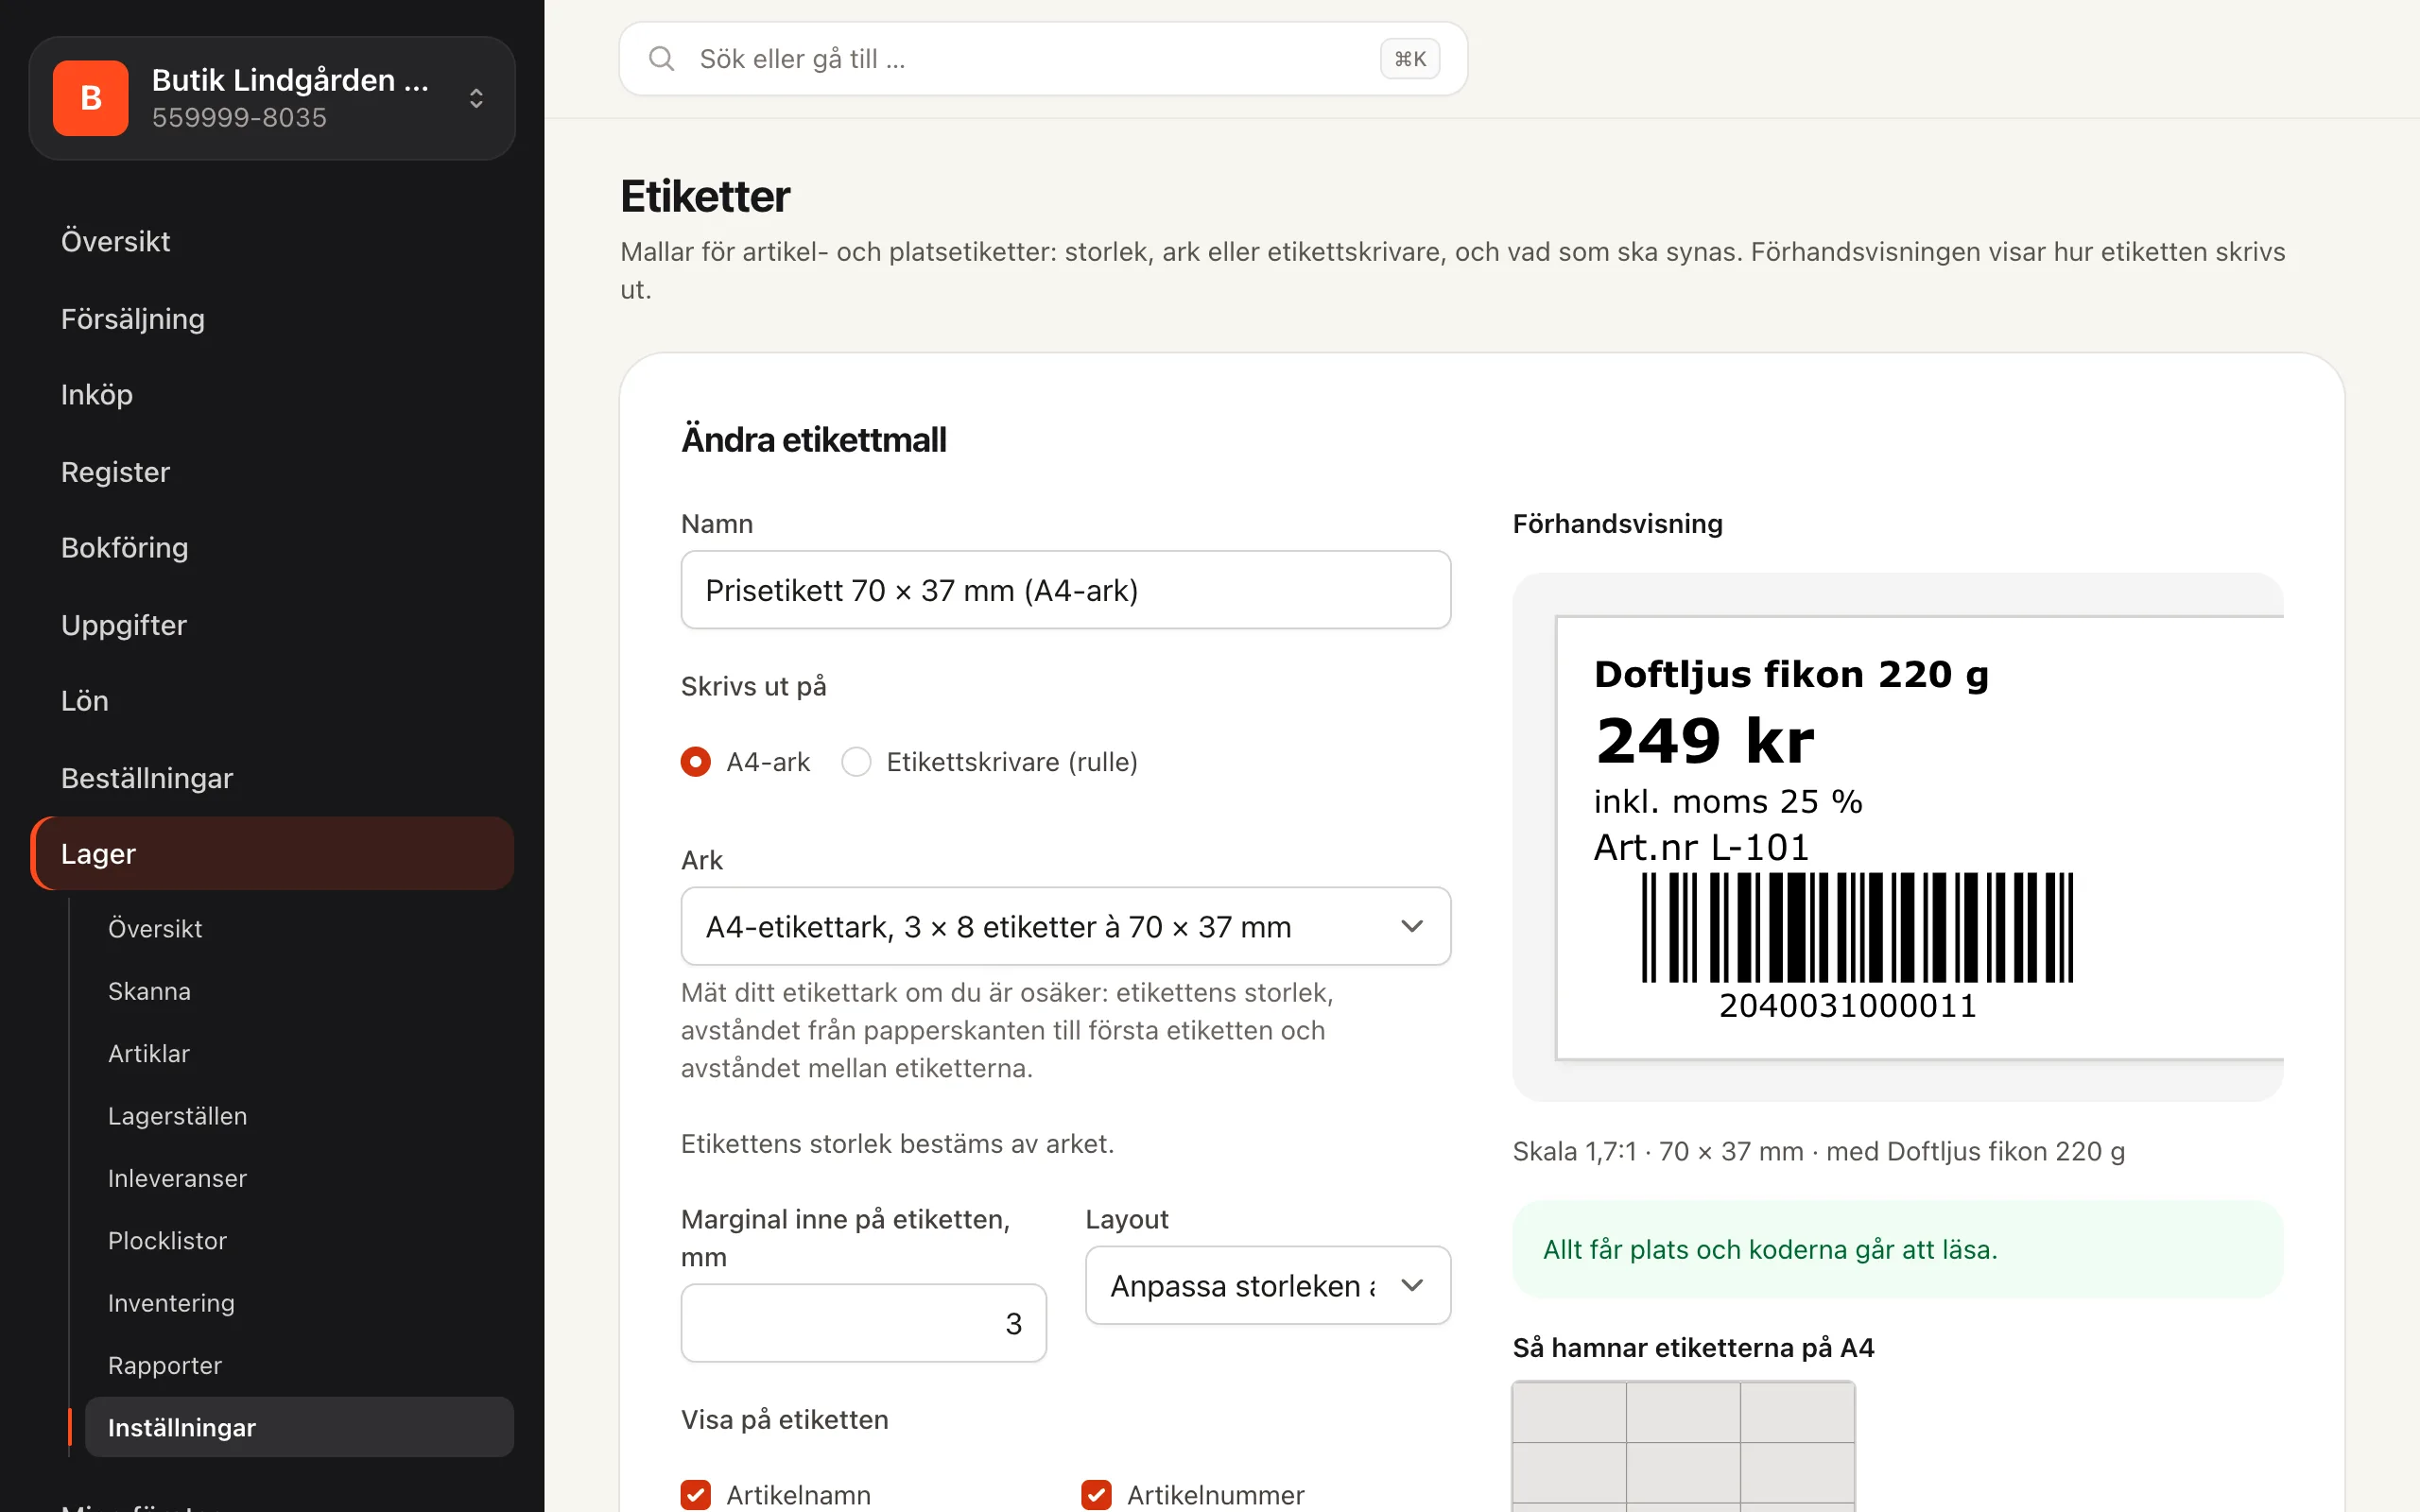 B
Butik Lindgården ...
559999-8035
Översikt
Försäljning
Inköp
Register
Bokföring
Uppgifter
Lön
Beställningar
Lager
Översikt
Skanna
Artiklar
Lagerställen
Inleveranser
Plocklistor
Inventering
Rapporter
Inställningar
Sök eller gå till ...
⌘K
Etiketter
Mallar för artikel- och platsetiketter: storlek, ark eller etikettskrivare, och vad som ska synas. Förhandsvisningen visar hur etiketten skrivs
ut.
Ändra etikettmall
Namn
Prisetikett 70 × 37 mm (A4-ark)
Skrivs ut på
A4-ark
Etikettskrivare (rulle)
Ark
A4-etikettark, 3 × 8 etiketter à 70 × 37 mm
Mät ditt etikettark om du är osäker: etikettens storlek,
avståndet från papperskanten till första etiketten och
avståndet mellan etiketterna.
Etikettens storlek bestäms av arket.
Marginal inne på etiketten,
mm
3
Layout
Anpassa storleken
Visa på etiketten
Artikelnamn
Artikelnummer
Förhandsvisning
Doftljus fikon 220 g
249 kr
inkl. moms 25 %
Art.nr L-101
2040031000011
Skala 1,7:1 · 70 × 37 mm · med Doftljus fikon 220 g
Allt får plats och koderna går att läsa.
Så hamnar etiketterna på A4